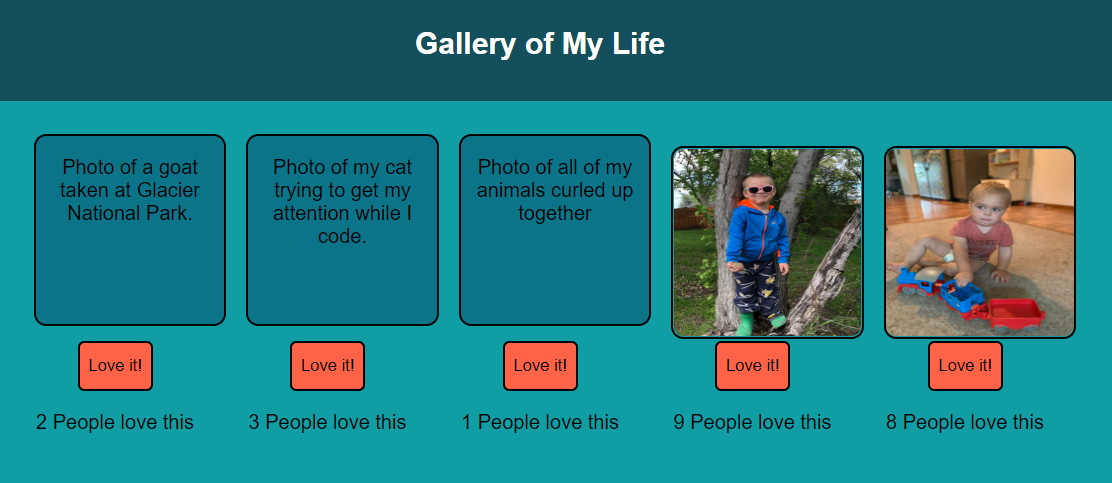 Gallery of My Life
Photo of a goat
taken at Glacier
National Park.
Photo of my cat
trying to get my
attention while I
code.
Photo of all of my
animals curled up
together
Love it!
Love it!
Love it!
Love it!
Love it!
2 People love this
3 People love this
1 People love this
9 People love this
8 People love this